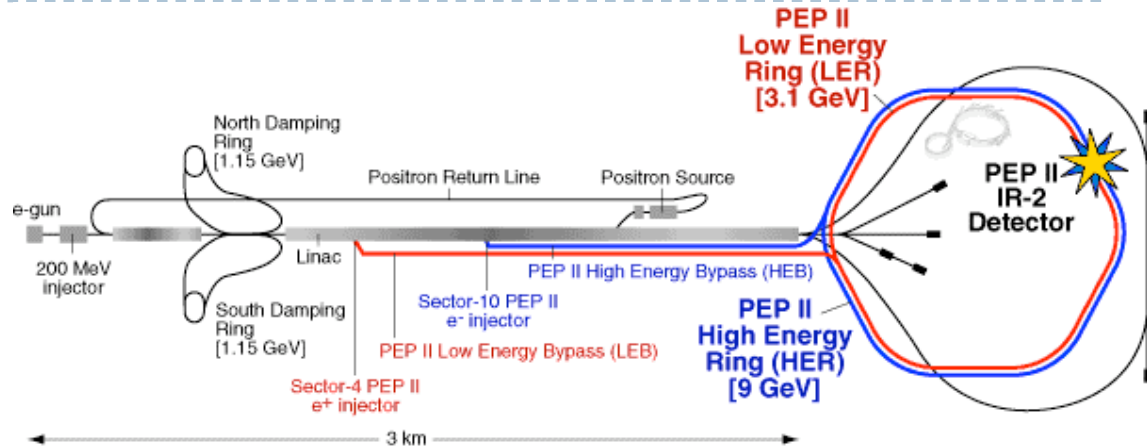 PEP II
Low Energy
Ring (LER)
[3.1 GeV]
North Damping
Ring
[1.15 GeV]
Positron Return Line
Positron Source
e-gun
200 MeV
injector
Linac
PEP II
IR-2
Detector
PEP II High Energy Bypass (HEB)
Sector-10 PEP II
e⁻ injector
South Damping
Ring
[1.15 GeV]
PEP II Low Energy Bypass (LEB)
PEP II
High Energy
Ring (HER)
[9 GeV]
Sector-4 PEP II
e⁺ injector
3 km